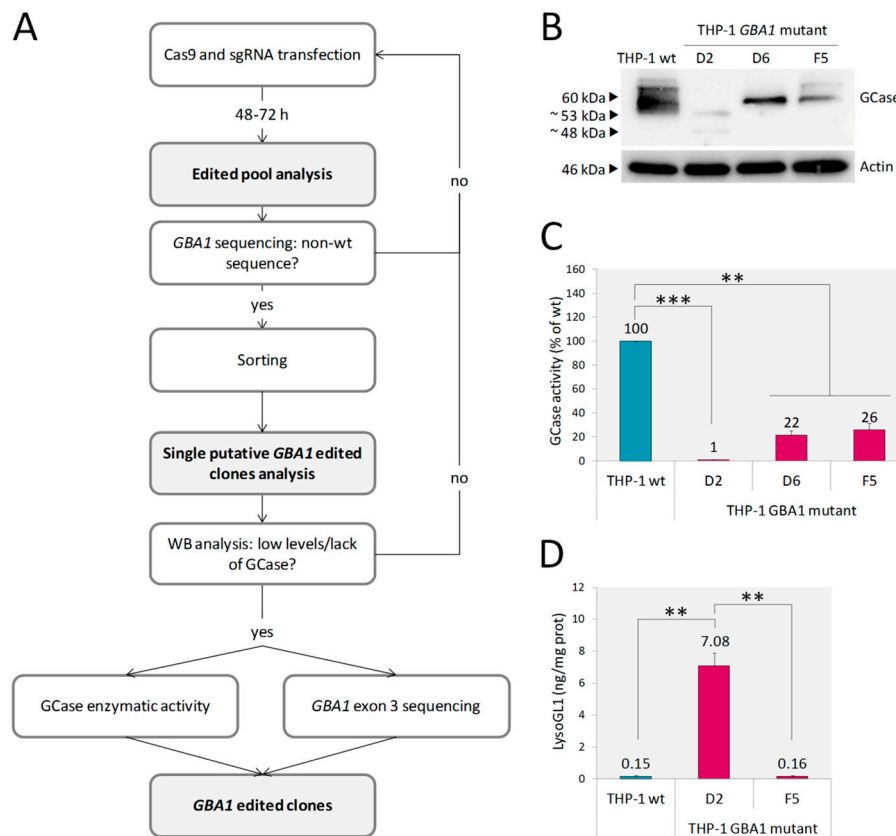 A
Cas9 and sgRNA transfection
48-72 h
Edited pool analysis
no
GBA1 sequencing: non-wt
sequence?
yes
Sorting
Single putative GBA1 edited
clones analysis
no
WB analysis: low levels/lack
of GCase?
yes
GCase enzymatic activity
GBA1 exon 3 sequencing
GBA1 edited clones
B
THP-1 GBA1 mutant
THP-1 wt D2 D6 F5
60 kDa
GCase
~ 53 kDa
~ 48 kDa
46 kDa
Actin
C
GCase activity (% of wt)
160
140
120
100
80
60
40
20
0
**
***
100
1
22
26
THP-1 wt D2 D6 F5
THP-1 GBA1 mutant
D
LysoGL1 (ng/mg prot)
12
10
8
6
4
2
0
** **
7.08
0.15
0.16
THP-1 wt D2 F5
THP-1 GBA1 mutant